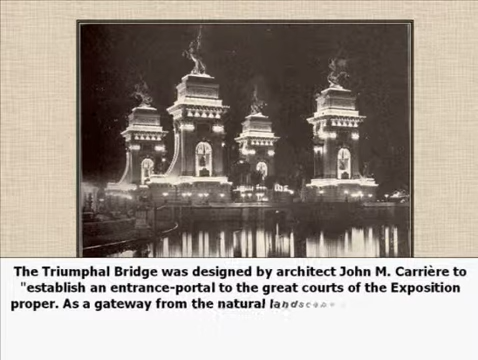 The Triumphal Bridge was designed by architect John M. Carrière to
"establish an entrance-portal to the great courts of the Exposition
proper. As a gateway from the natural landscape